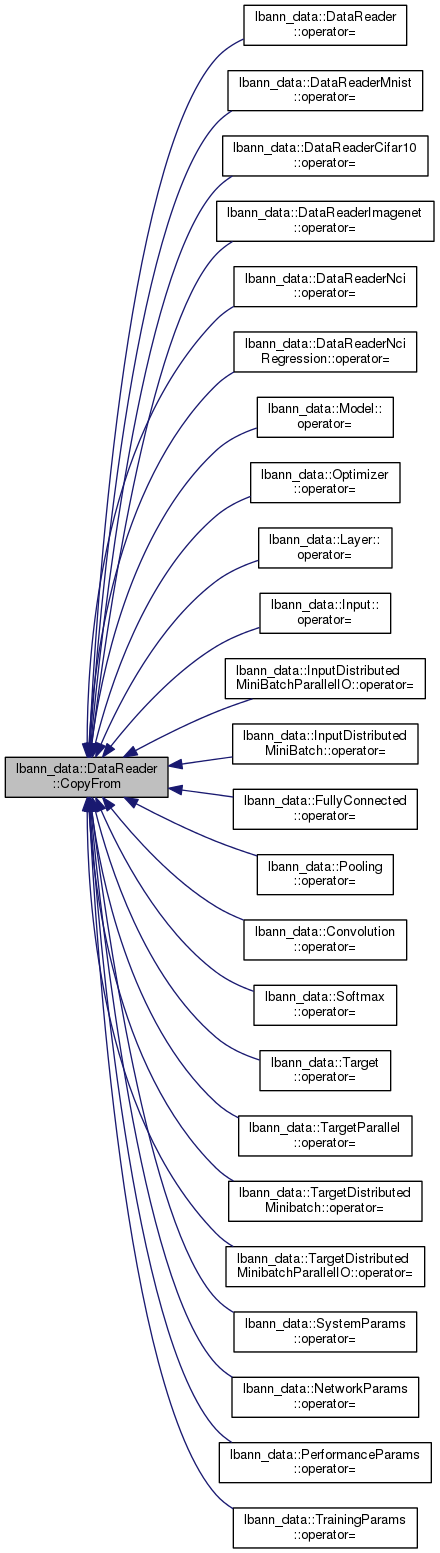 lbann_data::DataReader
::operator=
lbann_data::DataReaderMnist
::operator=
lbann_data::DataReaderCifar10
::operator=
lbann_data::DataReaderImagenet
::operator=
lbann_data::DataReaderNci
::operator=
lbann_data::DataReaderNci
Regression::operator=
lbann_data::Model::
operator=
lbann_data::Optimizer
::operator=
lbann_data::Layer::
operator=
lbann_data::Input::
operator=
lbann_data::InputDistributed
MiniBatchParallelIO::operator=
lbann_data::InputDistributed
MiniBatch::operator=
lbann_data::DataReader
::CopyFrom
lbann_data::FullyConnected
::operator=
lbann_data::Pooling
::operator=
lbann_data::Convolution
::operator=
lbann_data::Softmax
::operator=
lbann_data::Target
::operator=
lbann_data::TargetParallel
::operator=
lbann_data::TargetDistributed
Minibatch::operator=
lbann_data::TargetDistributed
MinibatchParallelIO::operator=
lbann_data::SystemParams
::operator=
lbann_data::NetworkParams
::operator=
lbann_data::PerformanceParams
::operator=
lbann_data::TrainingParams
::operator=